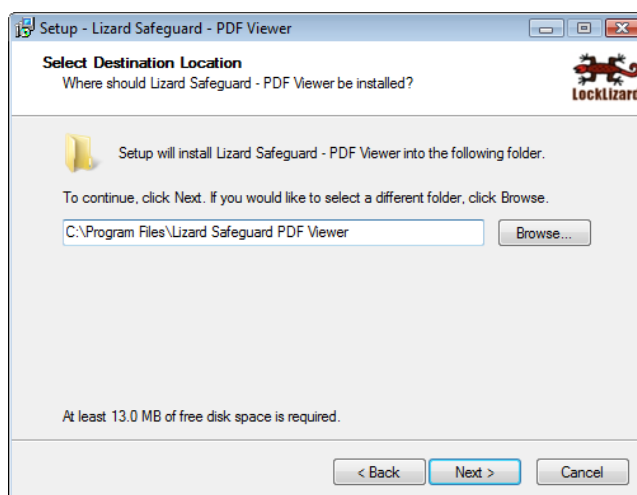 Setup - Lizard Safeguard - PDF Viewer
Select Destination Location
Where should Lizard Safeguard - PDF Viewer be installed?
LockLizard
Setup will install Lizard Safeguard - PDF Viewer into the following folder.
To continue, click Next. If you would like to select a different folder, click Browse.
C:\Program Files\Lizard Safeguard PDF Viewer
Browse...
At least 13.0 MB of free disk space is required.
< Back
Next >
Cancel